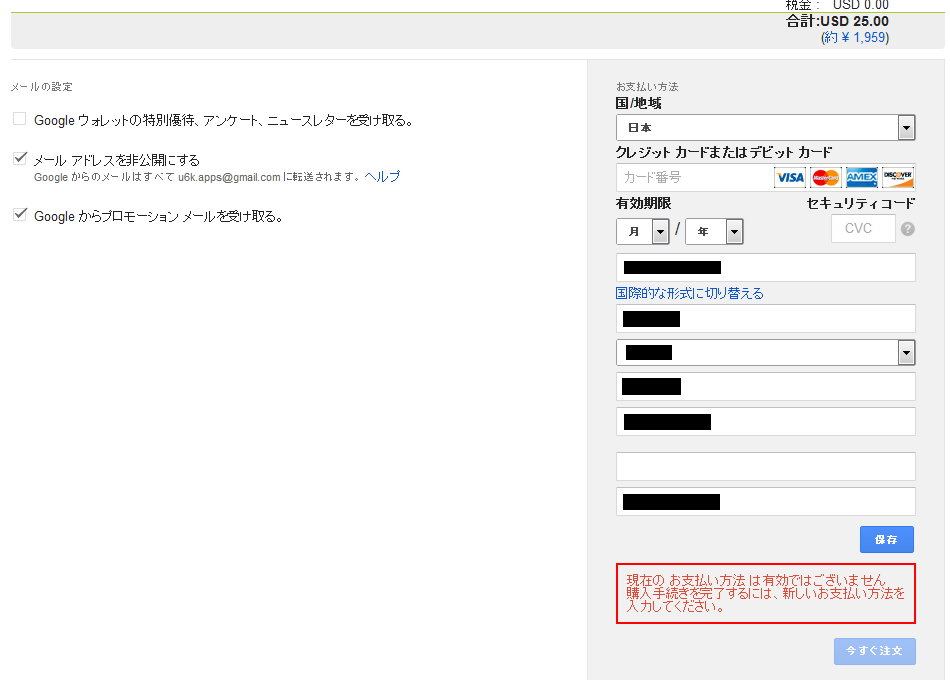 税金 : USD 0.00
合計:USD 25.00
(約 ¥ 1,959)
メールの設定
Google ウォレットの特別優待、アンケート、ニュースレターを受け取る。
メール アドレスを非公開にする
Google からのメールはすべて u6k.apps@gmail.com に転送されます。 ヘルプ
Google からプロモーション メールを受け取る。
お支払い方法
国/地域
日本
クレジット カードまたはデビット カード
カード番号 VISA MasterCard AMEX DISCOVER
有効期限 セキュリティコード
月 / 年 CVC ?
国際的な形式に切り替える
保存
現在の お支払い方法 は有効ではございません
購入手続きを完了するには、新しいお支払い方法を
入力してください。
今すぐ注文